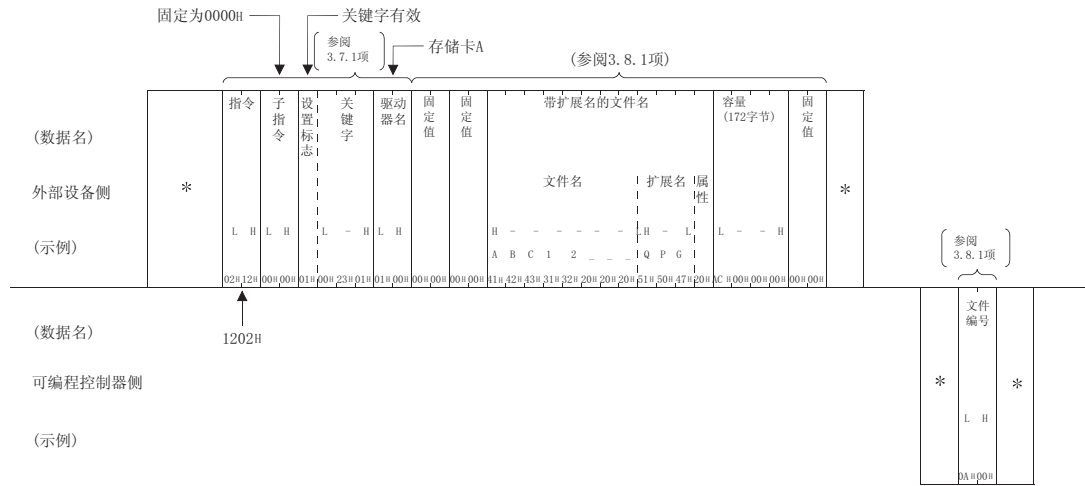 固定为0000H
关键字有效
参阅
3.7.1项
存储卡A
(参阅3.8.1项)
指令
子指令
设置标志
关键字
驱动
器名
固定值
固定值
带扩展名的文件名
容量
(172字节)
固定值
(数据名)
外部设备侧
*
文件名
扩展名
属性
*
(示例)
L H L H L - H L H H - - - - - - L H - L L - - H
A B C 1 2 _ _ _ Q P G
02H 12H 00H 00H 01H 00H 23H 01H 01H 00H 00H 00H 00H 00H 41H 42H 43H 31H 32H 20H 20H 20H 51H 50H 47H 20H AC H 00H 00H 00H 00H 00H
参阅
3.8.1项
(数据名)
1202H
文件
编号
可编程控制器侧
* *
L H
(示例)
0AH 00H